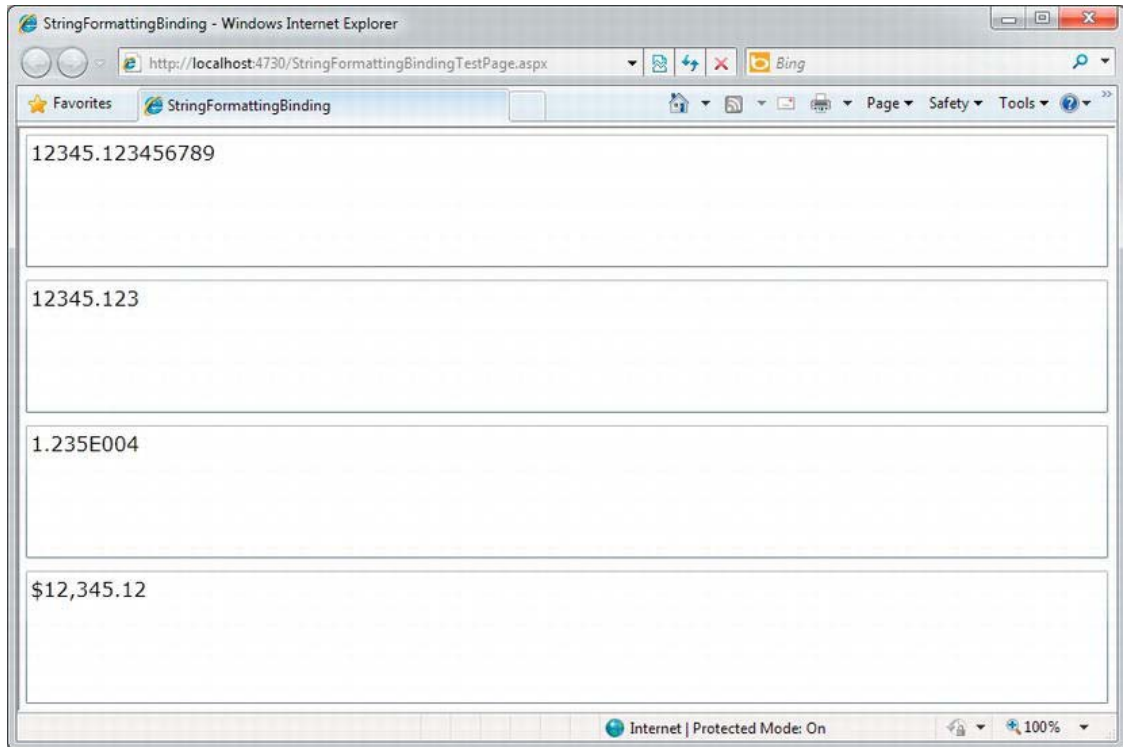 StringFormattingBinding - Windows Internet Explorer
http://localhost:4730/StringFormattingBindingTestPage.aspx Bing
Favorites StringFormattingBinding Page Safety Tools
12345.123456789
12345.123
1.235E004
$12,345.12
Internet | Protected Mode: On 100%